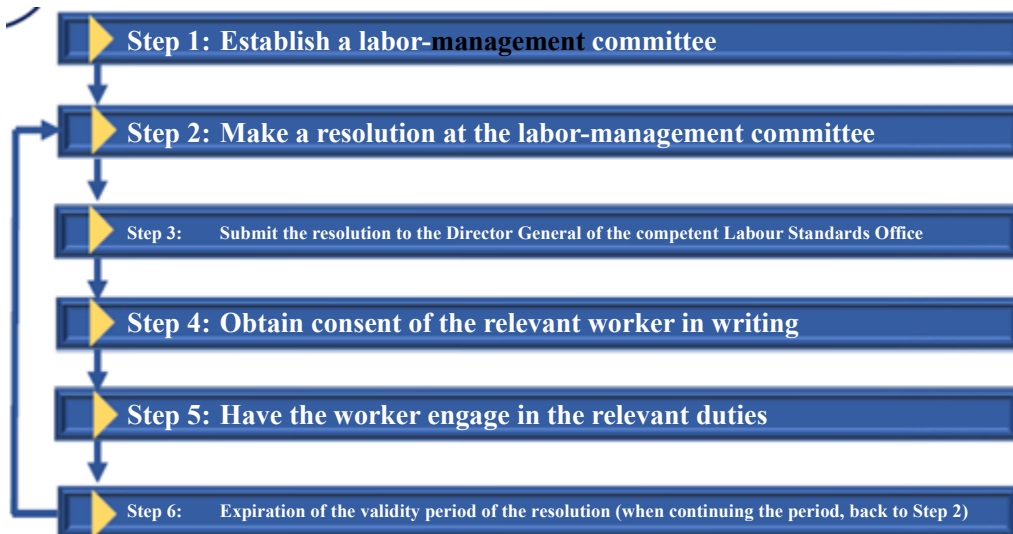 Step 1: Establish a labor-management committee
Step 2: Make a resolution at the labor-management committee
Step 3: Submit the resolution to the Director General of the competent Labour Standards Office
Step 4: Obtain consent of the relevant worker in writing
Step 5: Have the worker engage in the relevant duties
Step 6: Expiration of the validity period of the resolution (when continuing the period, back to Step 2)